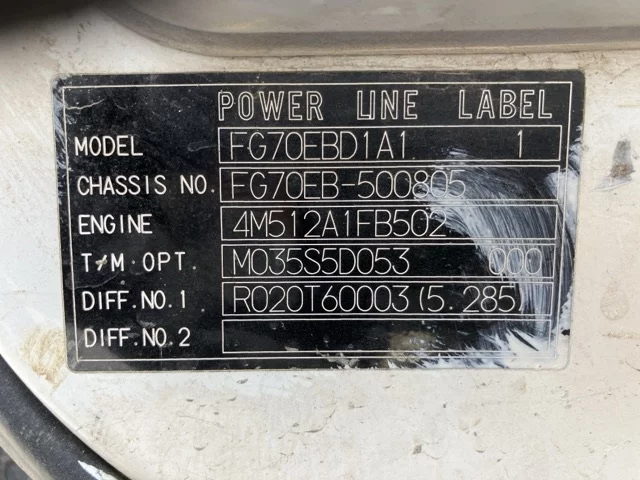 POWER LINE LABEL
MODEL FG70EBD1A1 1
CHASSIS NO. FG70EB-500805
ENGINE 4M512A1FB502
T/M OPT. M035S5D053 000
DIFF.NO.1 R020T60003(5.285)
DIFF.NO.2